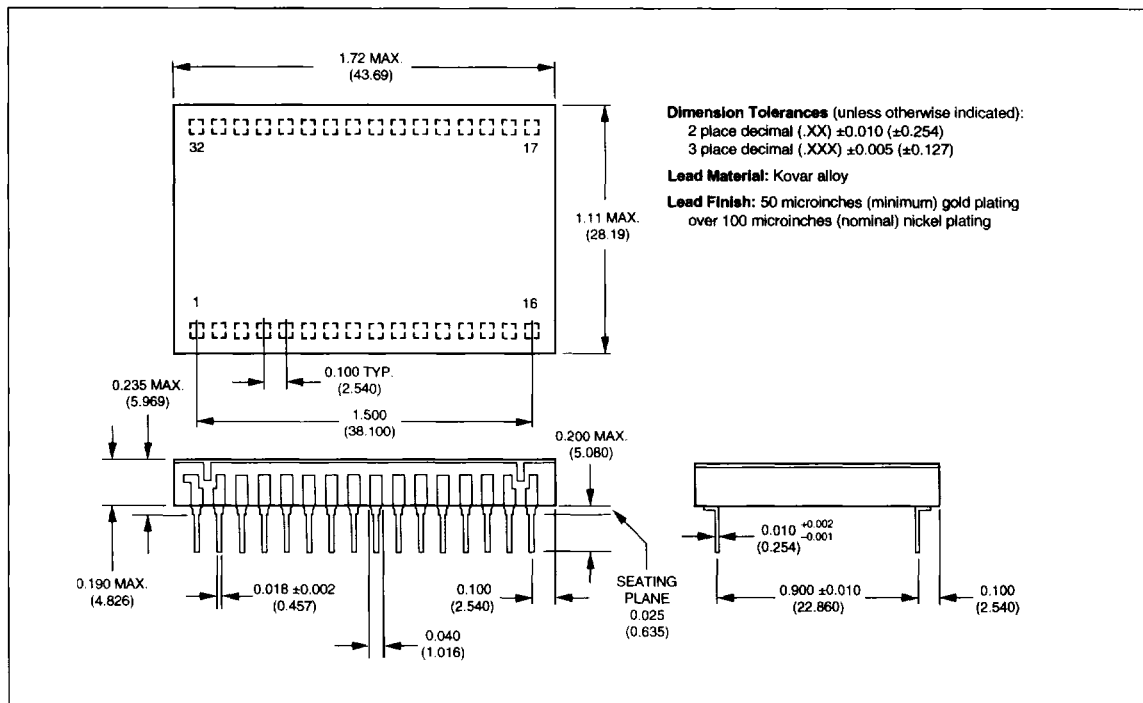 1.72 MAX.
(43.69)
32
17
1.11 MAX.
(28.19)
1
16
Dimension Tolerances (unless otherwise indicated):
2 place decimal (.XX) ±0.010 (±0.254)
3 place decimal (.XXX) ±0.005 (±0.127)
Lead Material: Kovar alloy
Lead Finish: 50 microinches (minimum) gold plating
over 100 microinches (nominal) nickel plating
0.100 TYP.
(2.540)
0.235 MAX.
(5.969)
1.500
(38.100)
0.200 MAX.
(5.080)
0.190 MAX.
(4.826)
0.018 ±0.002
(0.457)
0.040
(1.016)
0.100
(2.540)
SEATING
PLANE
0.025
(0.635)
0.010 +0.002 -0.001
(0.254)
0.900 ±0.010
(22.860)
0.100
(2.540)